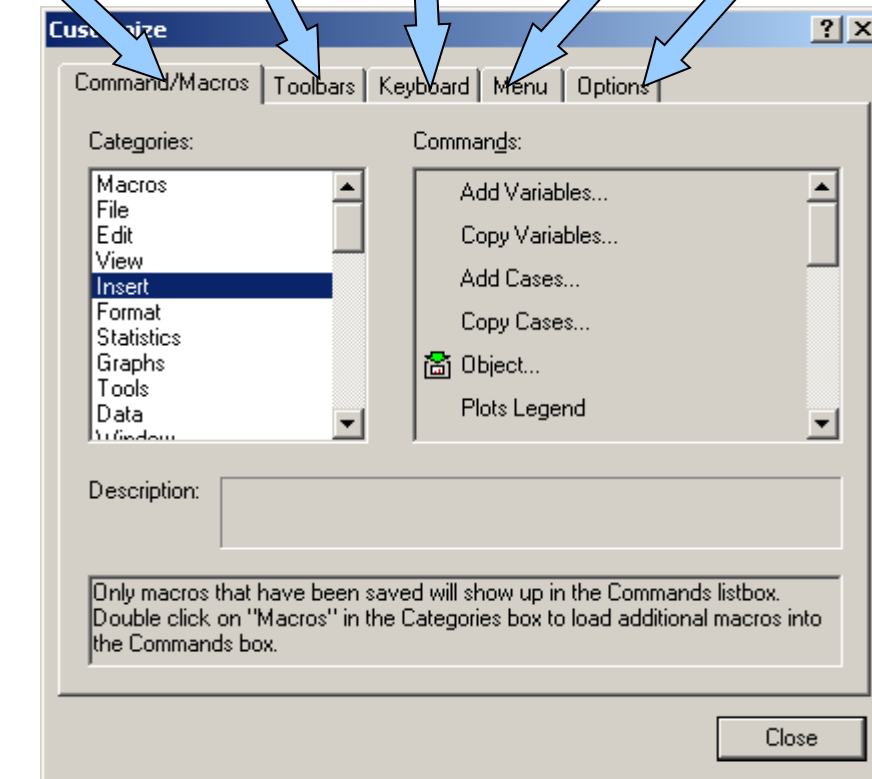 Customize
Command/Macros Toolbars Keyboard Menu Options
Categories:
Macros
File
Edit
View
Insert
Format
Statistics
Graphs
Tools
Data
Window
Commands:
Add Variables...
Copy Variables...
Add Cases...
Copy Cases...
Object...
Plots Legend
Description:
Only macros that have been saved will show up in the Commands listbox.
Double click on "Macros" in the Categories box to load additional macros into
the Commands box.
Close